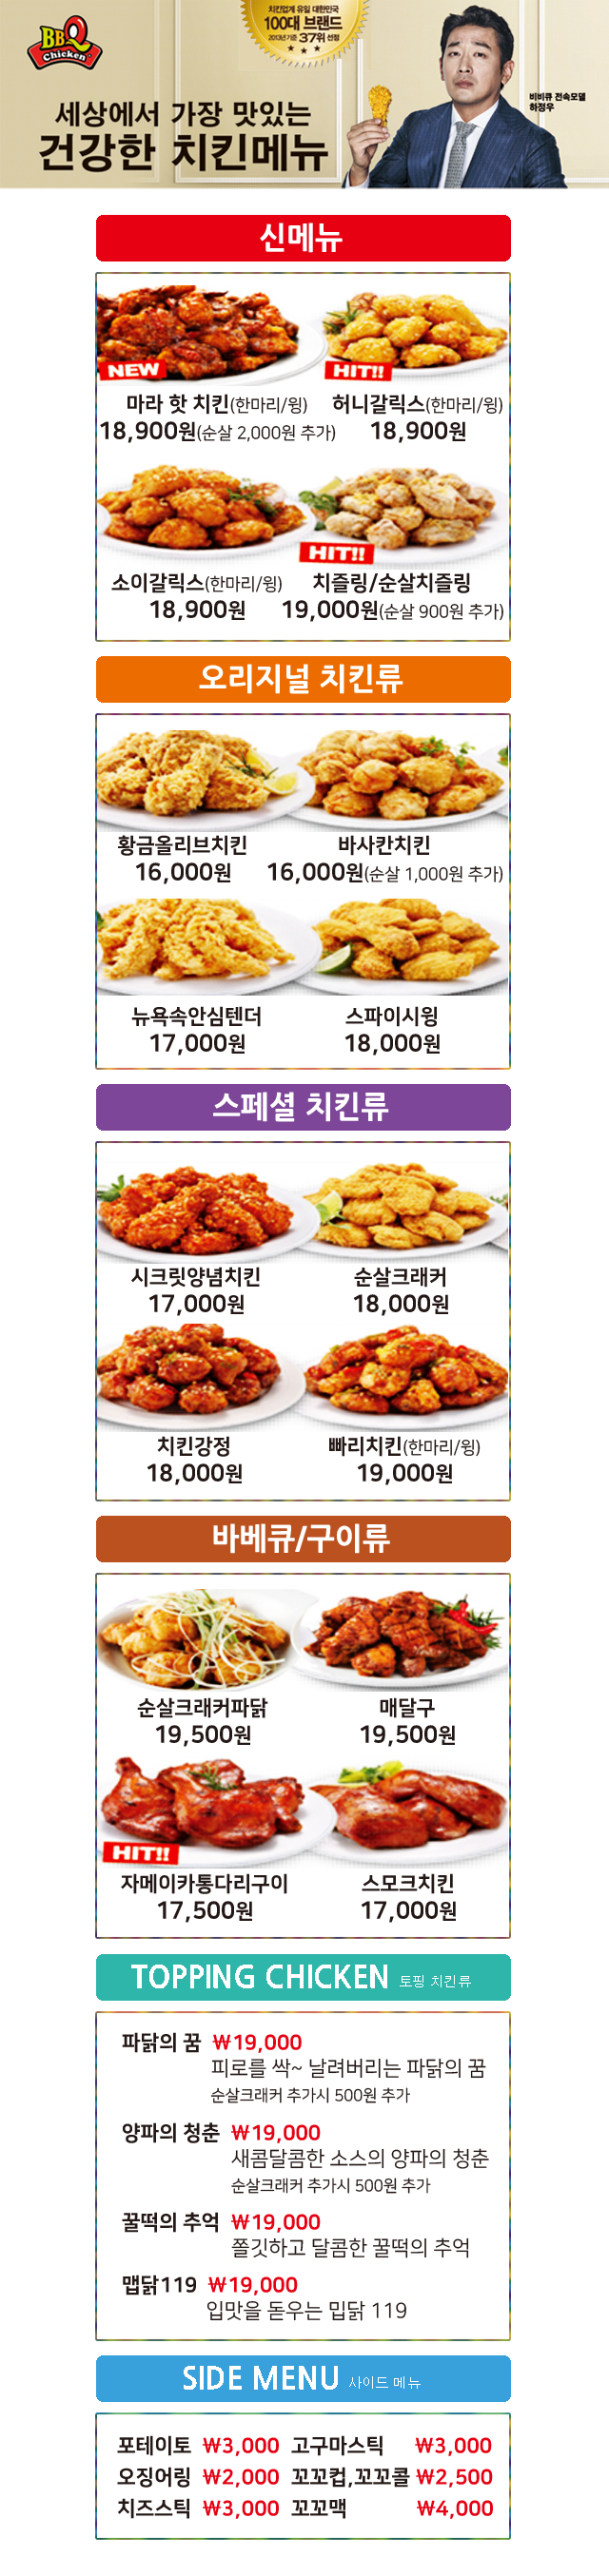 BBQ
Chicken
치킨업계 유일 대한민국
100대 브랜드
2013년 기준 37위 선정
비비큐 전속모델
하정우
세상에서 가장 맛있는
건강한 치킨메뉴
신메뉴
NEW
HIT!!
마라 핫 치킨(한마리/윙) 허니갈릭스(한마리/윙)
18,900원(순살 2,000원 추가) 18,900원
HIT!!
소이갈릭스(한마리/윙) 치즐링/순살치즐링
18,900원 19,000원(순살 900원 추가)
오리지널 치킨류
황금올리브치킨 바사칸치킨
16,000원 16,000원(순살 1,000원 추가)
뉴욕속안심텐더 스파이시윙
17,000원 18,000원
스페셜 치킨류
시크릿양념치킨 순살크래커
17,000원 18,000원
치킨강정 빠리치킨(한마리/윙)
18,000원 19,000원
바베큐/구이류
순살크래커파닭 매달구
19,500원 19,500원
HIT!!
자메이카통다리구이 스모크치킨
17,500원 17,000원
TOPPING CHICKEN 토핑 치킨류
파닭의 꿈 ₩19,000
피로를 싹~ 날려버리는 파닭의 꿈
순살크래커 추가시 500원 추가
양파의 청춘 ₩19,000
새콤달콤한 소스의 양파의 청춘
순살크래커 추가시 500원 추가
꿀떡의 추억 ₩19,000
쫄깃하고 달콤한 꿀떡의 추억
맵닭119 ₩19,000
입맛을 돋우는 밉닭 119
SIDE MENU 사이드 메뉴
포테이토 ₩3,000 고구마스틱 ₩3,000
오징어링 ₩2,000 꼬꼬컵,꼬꼬콜 ₩2,500
치즈스틱 ₩3,000 꼬꼬맥 ₩4,000